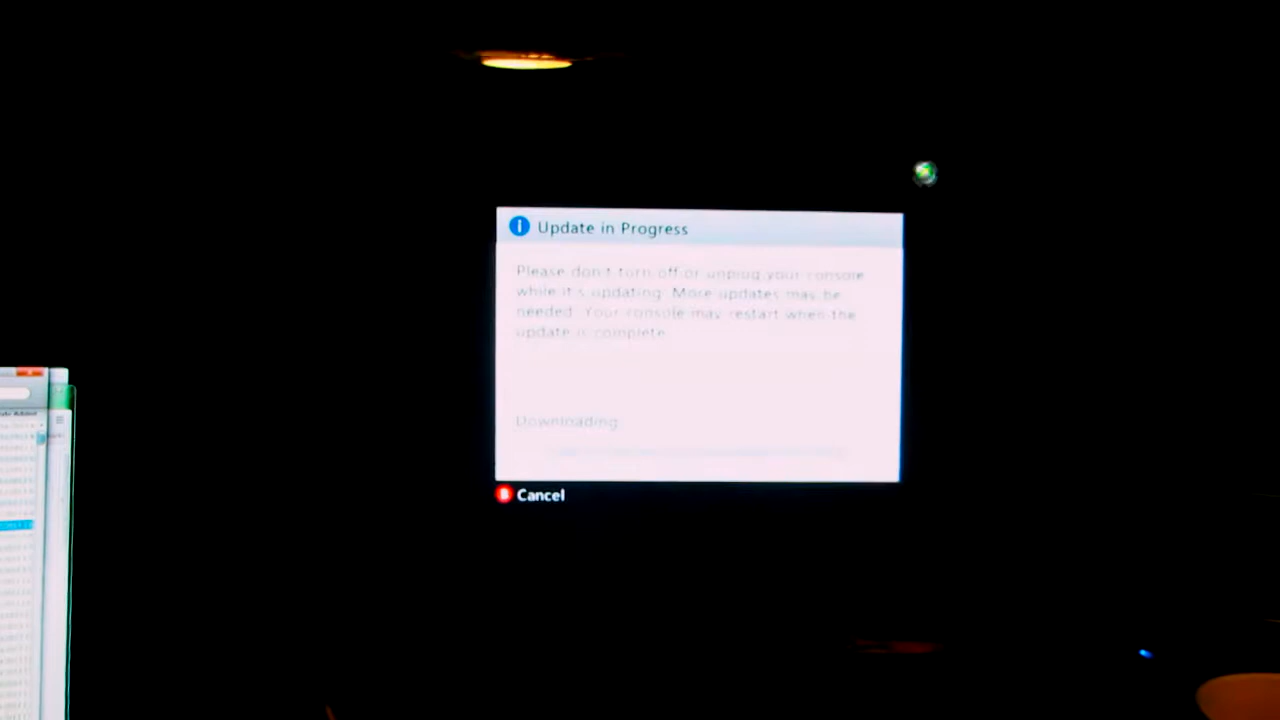 Update in Progress
Please don't turn off or unplug your console
while it's updating. More updates may be
needed. Your console may restart when the
update is complete.
Downloading
B Cancel